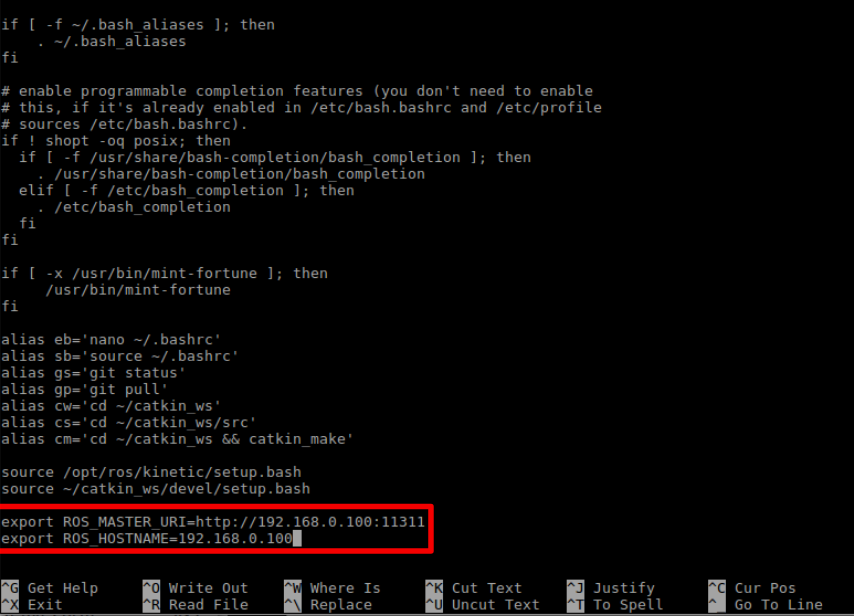 if [ -f ~/.bash_aliases ]; then
    . ~/.bash_aliases
fi

# enable programmable completion features (you don't need to enable
# this, if it's already enabled in /etc/bash.bashrc and /etc/profile
# sources /etc/bash.bashrc).
if ! shopt -oq posix; then
  if [ -f /usr/share/bash-completion/bash_completion ]; then
    . /usr/share/bash-completion/bash_completion
  elif [ -f /etc/bash_completion ]; then
    . /etc/bash_completion
  fi
fi

if [ -x /usr/bin/mint-fortune ]; then
     /usr/bin/mint-fortune
fi

alias eb='nano ~/.bashrc'
alias sb='source ~/.bashrc'
alias gs='git status'
alias gp='git pull'
alias cw='cd ~/catkin_ws'
alias cs='cd ~/catkin_ws/src'
alias cm='cd ~/catkin_ws && catkin_make'

source /opt/ros/kinetic/setup.bash
source ~/catkin_ws/devel/setup.bash

export ROS_MASTER_URI=http://192.168.0.100:11311
export ROS_HOSTNAME=192.168.0.100

^G Get Help ^O Write Out ^W Where Is ^K Cut Text ^J Justify ^C Cur Pos
^X Exit ^R Read File ^\ Replace ^U Uncut Text ^T To Spell ^_ Go To Line